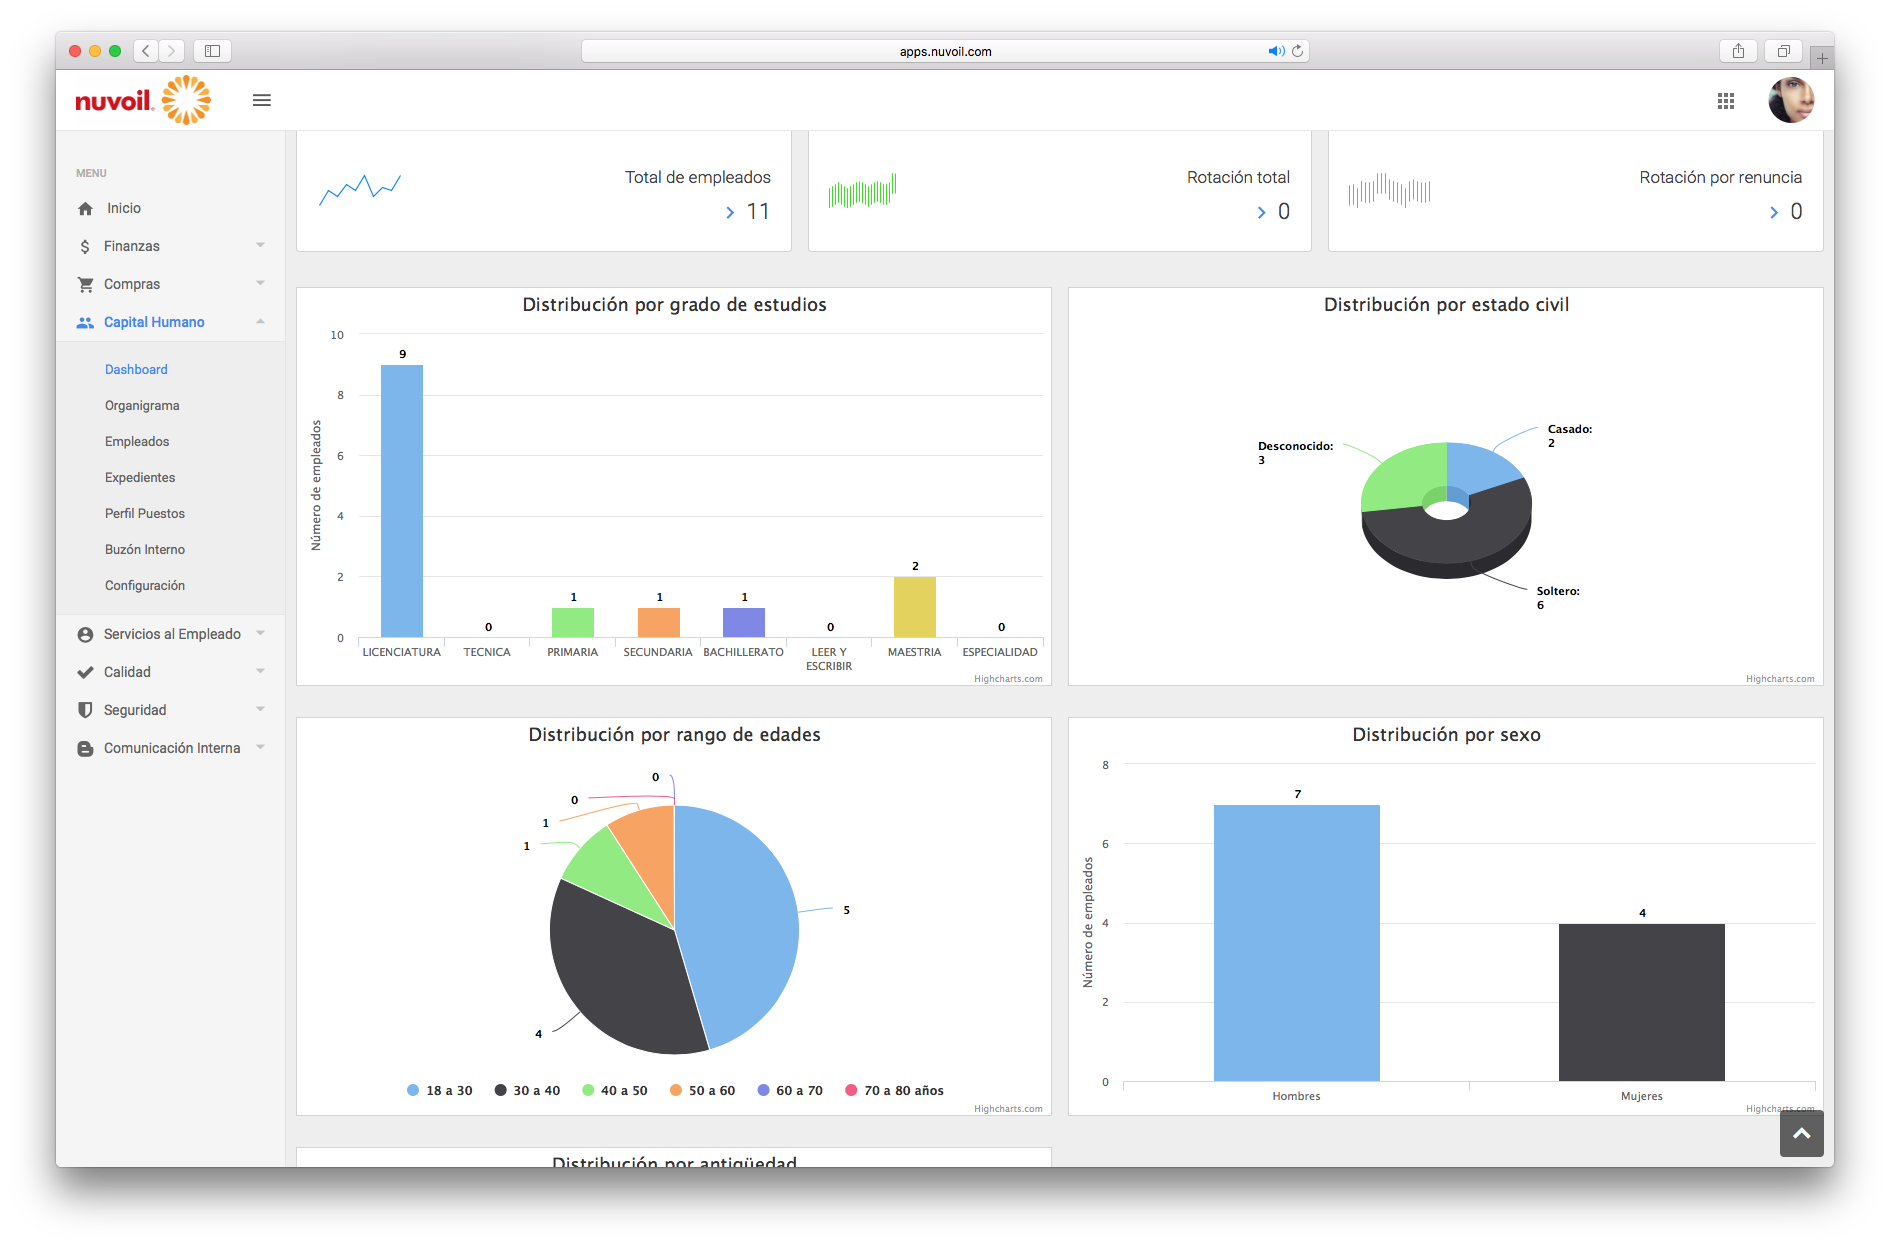 apps.nuvoil.com
nuvoil.
MENU
Inicio
Finanzas
Compras
Capital Humano
Dashboard
Organigrama
Empleados
Expedientes
Perfil Puestos
Buzón Interno
Configuración
Servicios al Empleado
Calidad
Seguridad
Comunicación Interna
Total de empleados
11
Rotación total
0
Rotación por renuncia
0
Distribución por grado de estudios
Número de empleados
10
8
6
4
2
0
9
0
1
1
1
0
2
0
LICENCIATURA
TECNICA
PRIMARIA
SECUNDARIA
BACHILLERATO
LEER Y
ESCRIBIR
MAESTRIA
ESPECIALIDAD
Highcharts.com
Distribución por estado civil
Casado:
2
Desconocido:
3
Soltero:
6
Highcharts.com
Distribución por rango de edades
0
0
1
1
5
4
18 a 30
30 a 40
40 a 50
50 a 60
60 a 70
70 a 80 años
Highcharts.com
Distribución por sexo
Número de empleados
8
6
4
2
0
7
4
Hombres
Mujeres
Highcharts.com
Distribución por antigüedad